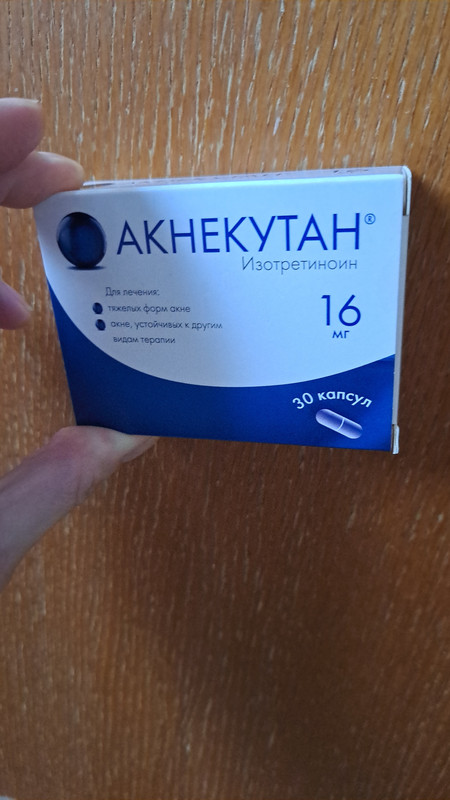 АКНЕКУТАН®
Изотретиноин
Для лечения:
тяжелых форм акне
акне, устойчивых к другим
видам терапии
16
мг
30 капсул